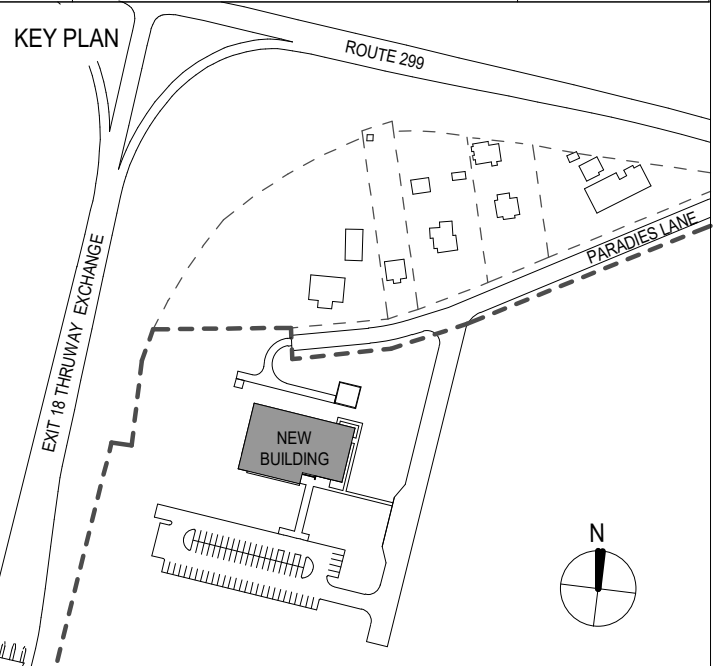 KEY PLAN
ROUTE 299
PARADIES LANE
EXIT 18 THRUWAY EXCHANGE
NEW
BUILDING
N